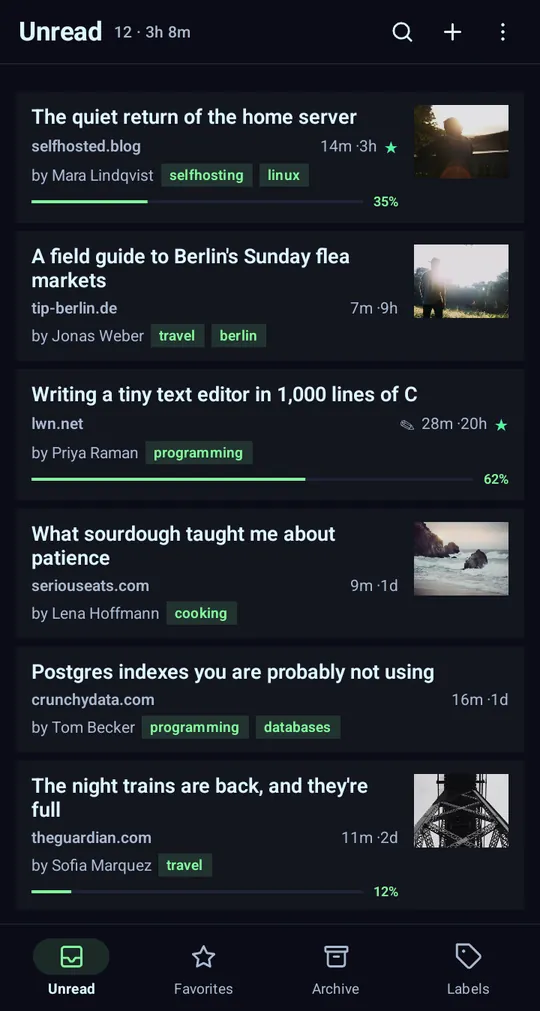 Unread 12 · 3h 8m
The quiet return of the home server
selfhosted.blog 14m ·3h ★
by Mara Lindqvist selfhosting linux
35%
A field guide to Berlin's Sunday flea
markets
tip-berlin.de 7m ·9h
by Jonas Weber travel berlin
Writing a tiny text editor in 1,000 lines of C
lwn.net ✎ 28m ·20h ★
by Priya Raman programming
62%
What sourdough taught me about
patience
seriouseats.com 9m ·1d
by Lena Hoffmann cooking
Postgres indexes you are probably not using
crunchydata.com 16m ·1d
by Tom Becker programming databases
The night trains are back, and they're
full
theguardian.com 11m ·2d
by Sofia Marquez travel
12%
Unread Favorites Archive Labels